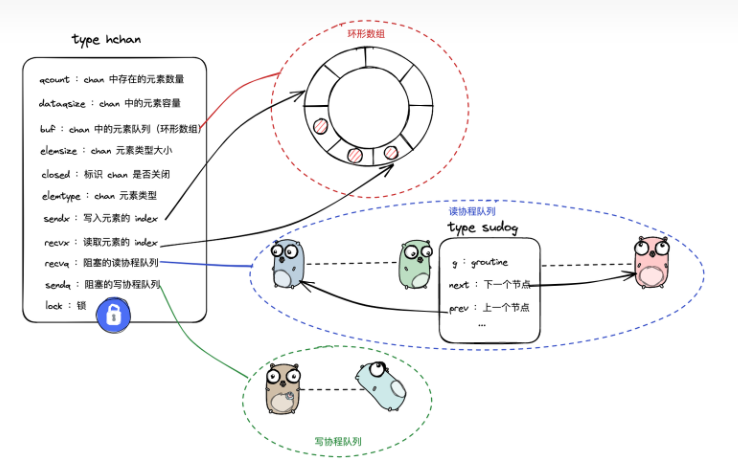 type hchan
qcount : chan 中存在的元素数量
dataqsize : chan 中的元素容量
buf : chan 中的元素队列 (环形数组)
elemsize : chan 元素类型大小
closed : 标识 chan 是否关闭
elemtype : chan 元素类型
sendx : 写入元素的 index
recvx : 读取元素的 index
recvq : 阻塞的读协程队列
sendq : 阻塞的写协程队列
lock : 锁
环形数组
读协程队列
type sudog
g : groutine
next : 下一个节点
prev : 上一个节点
...
写协程队列